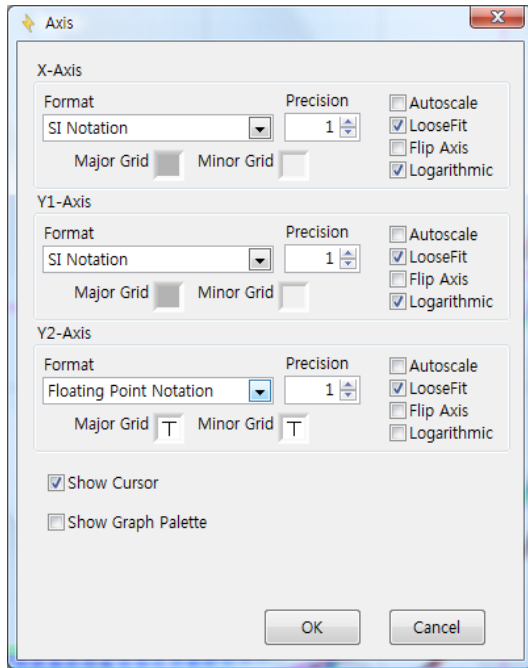 Axis
X-Axis
Format Precision
SI Notation 1
Autoscale
LooseFit
Flip Axis
Logarithmic
Major Grid Minor Grid
Y1-Axis
Format Precision
SI Notation 1
Autoscale
LooseFit
Flip Axis
Logarithmic
Major Grid Minor Grid
Y2-Axis
Format Precision
Floating Point Notation 1
Autoscale
LooseFit
Flip Axis
Logarithmic
Major Grid T Minor Grid T
Show Cursor
Show Graph Palette
OK Cancel